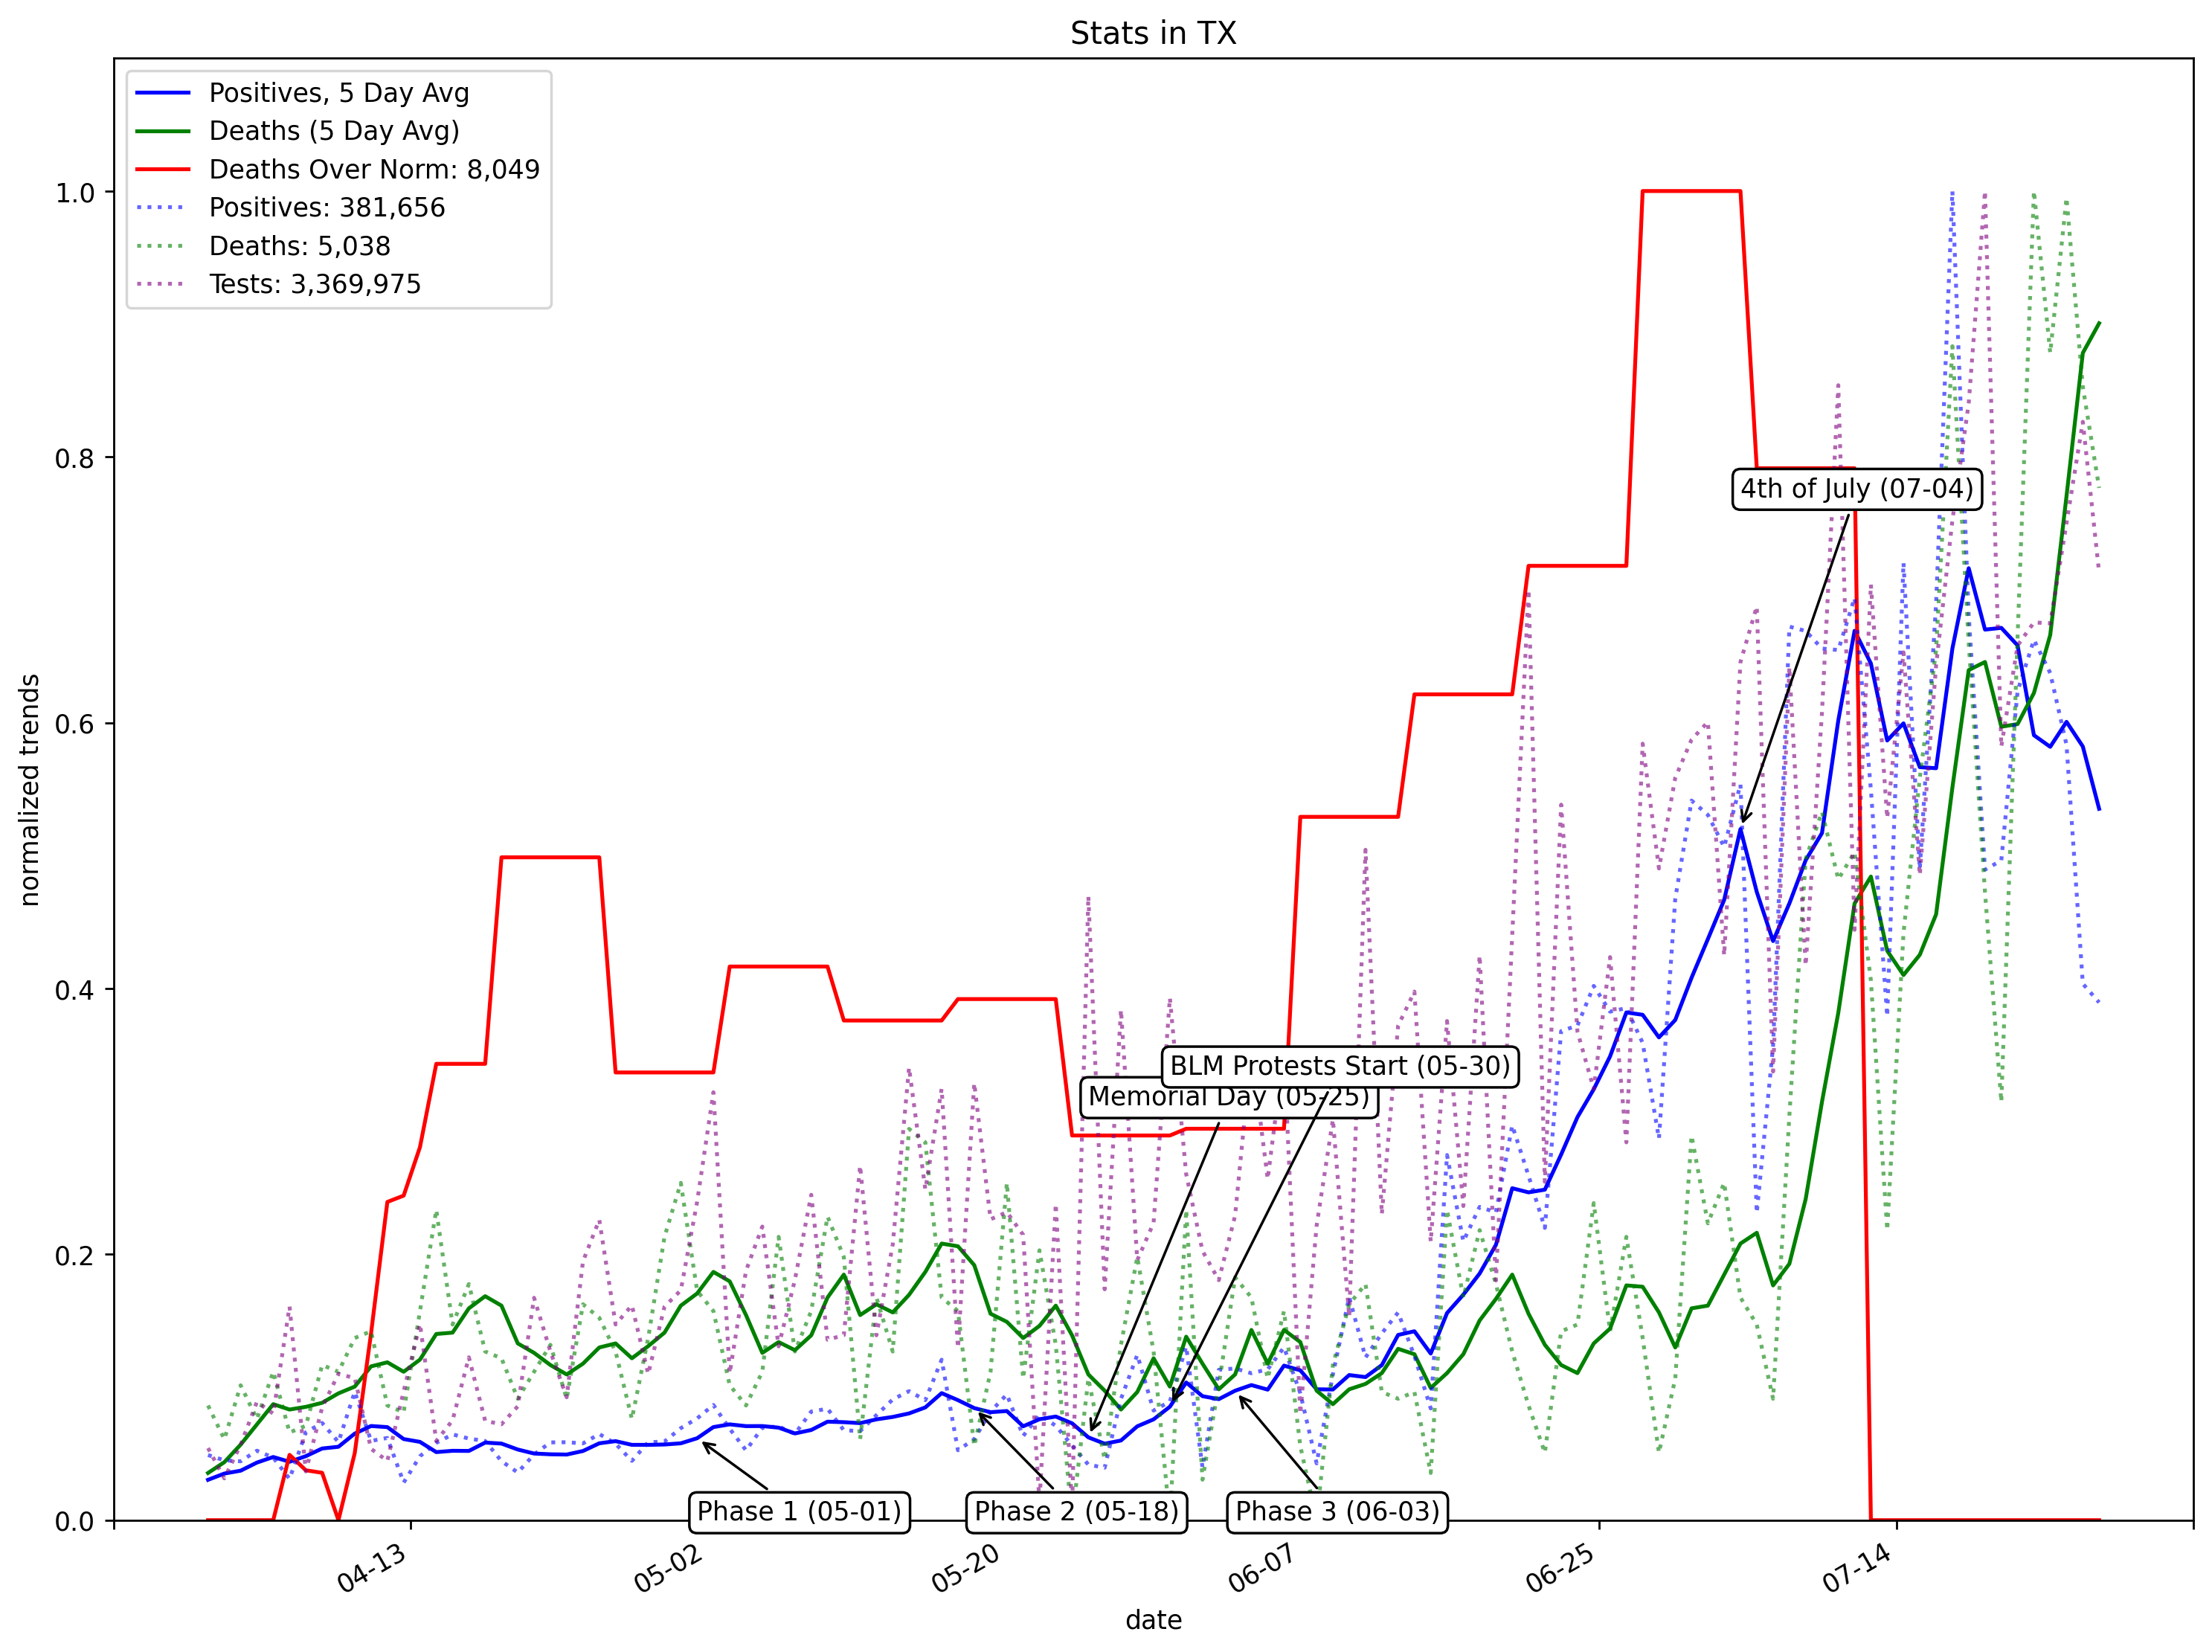 Stats in TX
Positives, 5 Day Avg
Deaths (5 Day Avg)
Deaths Over Norm: 8,049
Positives: 381,656
Deaths: 5,038
Tests: 3,369,975
1.0
0.8
0.6
0.4
0.2
0.0
normalized trends
4th of July (07-04)
BLM Protests Start (05-30)
Memorial Day (05-25)
Phase 1 (05-01)
Phase 2 (05-18)
Phase 3 (06-03)
04-13
05-02
05-20
06-07
06-25
07-14
date